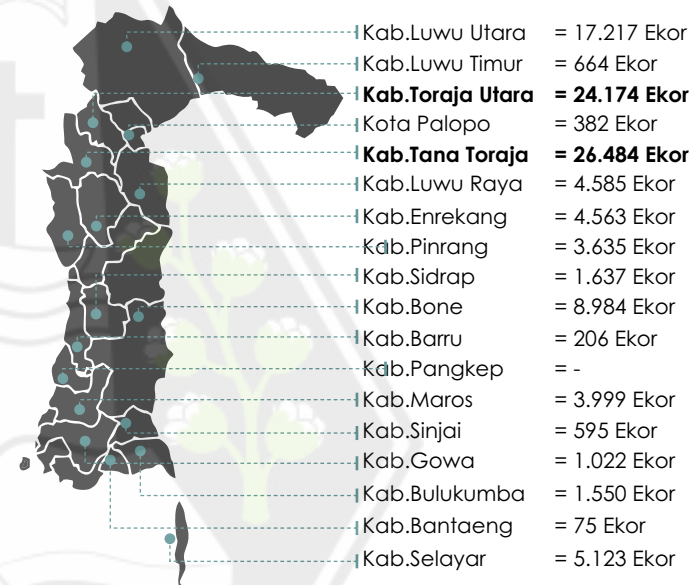 Kab.Luwu Utara = 17.217 Ekor
Kab.Luwu Timur = 664 Ekor
Kab.Toraja Utara = 24.174 Ekor
Kota Palopo = 382 Ekor
Kab.Tana Toraja = 26.484 Ekor
Kab.Luwu Raya = 4.585 Ekor
Kab.Enrekang = 4.563 Ekor
Kab.Pinrang = 3.635 Ekor
Kab.Sidrap = 1.637 Ekor
Kab.Bone = 8.984 Ekor
Kab.Barru = 206 Ekor
Kab.Pangkep = -
Kab.Maros = 3.999 Ekor
Kab.Sinjai = 595 Ekor
Kab.Gowa = 1.022 Ekor
Kab.Bulukumba = 1.550 Ekor
Kab.Bantaeng = 75 Ekor
Kab.Selayar = 5.123 Ekor